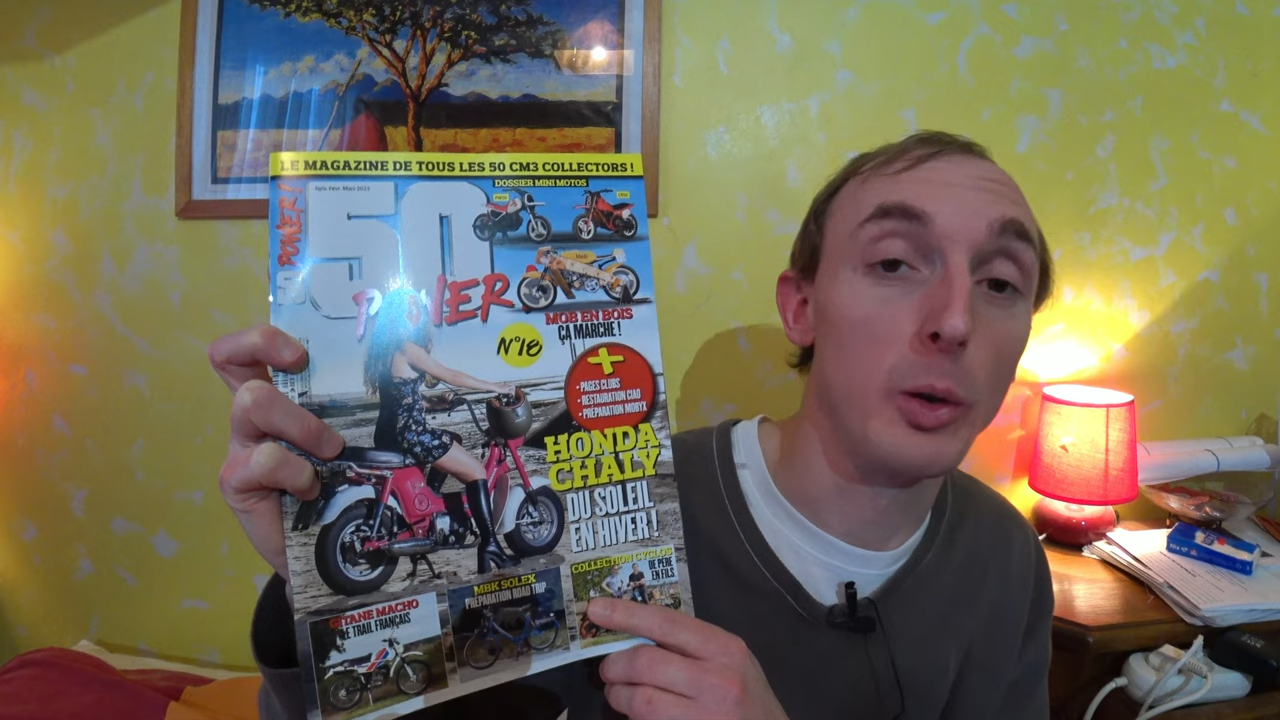 LE MAGAZINE DE TOUS LES 50 CM3 COLLECTORS !
POWER!
50
POWER
N°18
DOSSIER MINI MOTOS
MOB EN BOIS
ÇA MARCHE !
+
• PAGES CLUBS
• RESTAURATION CIAO
• PRÉPARATION MOBYX
HONDA
CHALY
DU SOLEIL
EN HIVER !
GITANE MACHO
LE TRAIL FRANÇAIS
MBK SOLEX
PRÉPARATION ROAD TRIP
COLLECTION CYCLOS
DE PÈRE
EN FILS